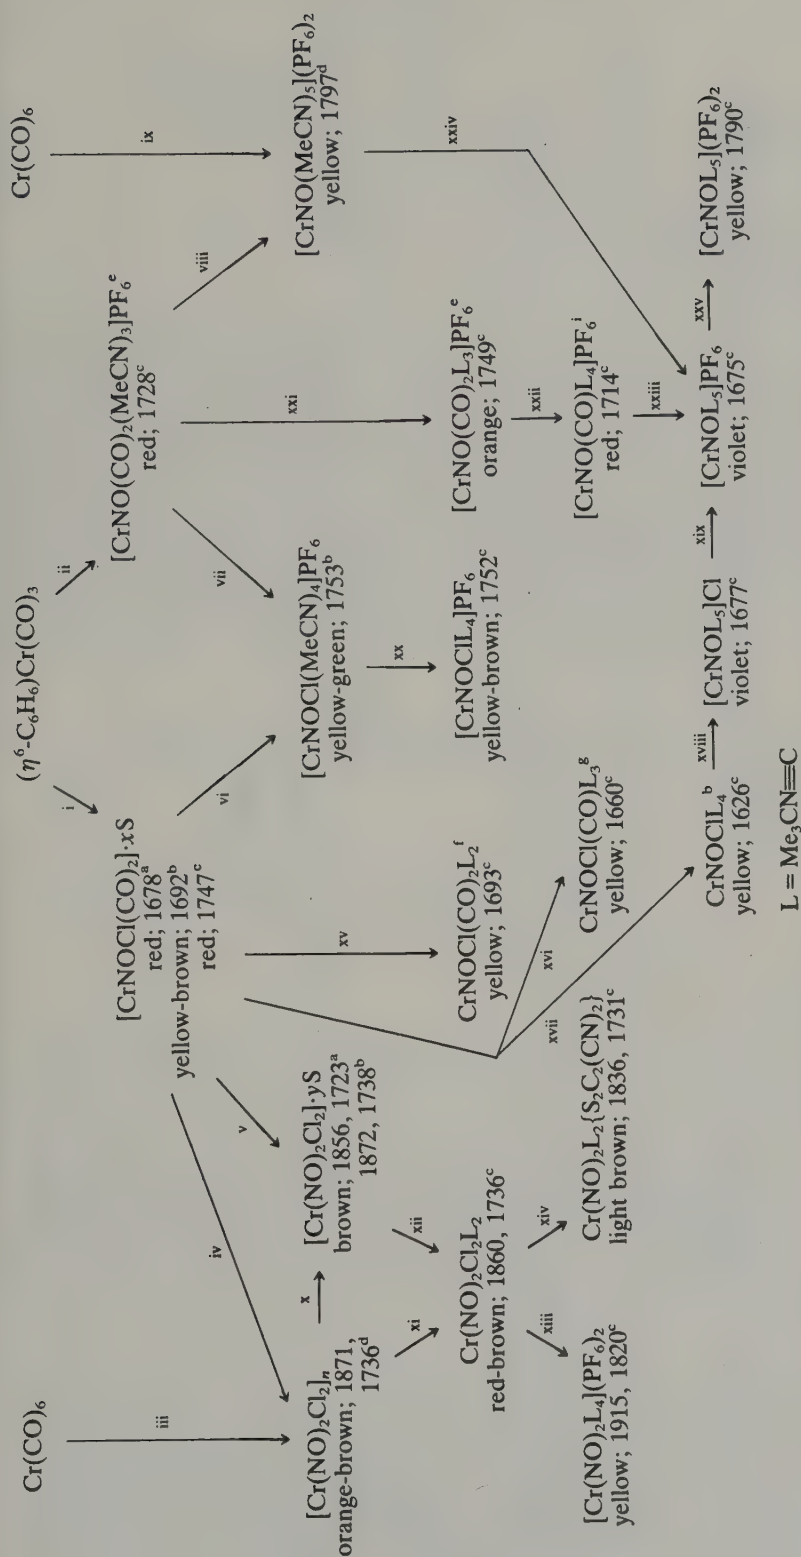 Cr(CO)₆
(η⁶-C₆H₆)Cr(CO)₃
Cr(CO)₆
i
ii
iii
ix
[CrNOCl(CO)₂]·xS
red; 1678ᵃ
yellow-brown; 1692ᵇ
red; 1747ᶜ
[CrNO(CO)₂(MeCN)₃]PF₆ᵉ
red; 1728ᶜ
iv
v
vi
vii
viii
[Cr(NO)₂Cl₂]ₙ
orange-brown; 1871,
1736ᵈ
x
[Cr(NO)₂Cl₂]·yS
brown; 1856, 1723ᵃ
1872, 1738ᵇ
[CrNOCl(MeCN)₄]PF₆
yellow-green; 1753ᵇ
[CrNO(MeCN)₅](PF₆)₂
yellow; 1797ᵈ
xi
xii
xv
xx
xxi
xxiv
Cr(NO)₂Cl₂L₂
red-brown; 1860, 1736ᶜ
CrNOCl(CO)₂L₂ᶠ
yellow; 1693ᶜ
[CrNOClL₄]PF₆
yellow-brown; 1752ᶜ
[CrNO(CO)₂L₃]PF₆ᵉ
orange; 1749ᶜ
xiii
xiv
xvi
xvii
xxii
[Cr(NO)₂L₄](PF₆)₂
yellow; 1915, 1820ᶜ
Cr(NO)₂L₂{S₂C₂(CN)₂}
light brown; 1836, 1731ᶜ
CrNOCl(CO)L₃ᵍ
yellow; 1660ᶜ
[CrNO(CO)L₄]PF₆ⁱ
red; 1714ᶜ
xxiii
CrNOClL₄ᵇ
yellow; 1626ᶜ
xviii
[CrNOL₅]Cl
violet; 1677ᶜ
xix
[CrNOL₅]PF₆
violet; 1675ᶜ
xxv
[CrNOL₅](PF₆)₂
yellow; 1790ᶜ
L = Me₃CN≡C